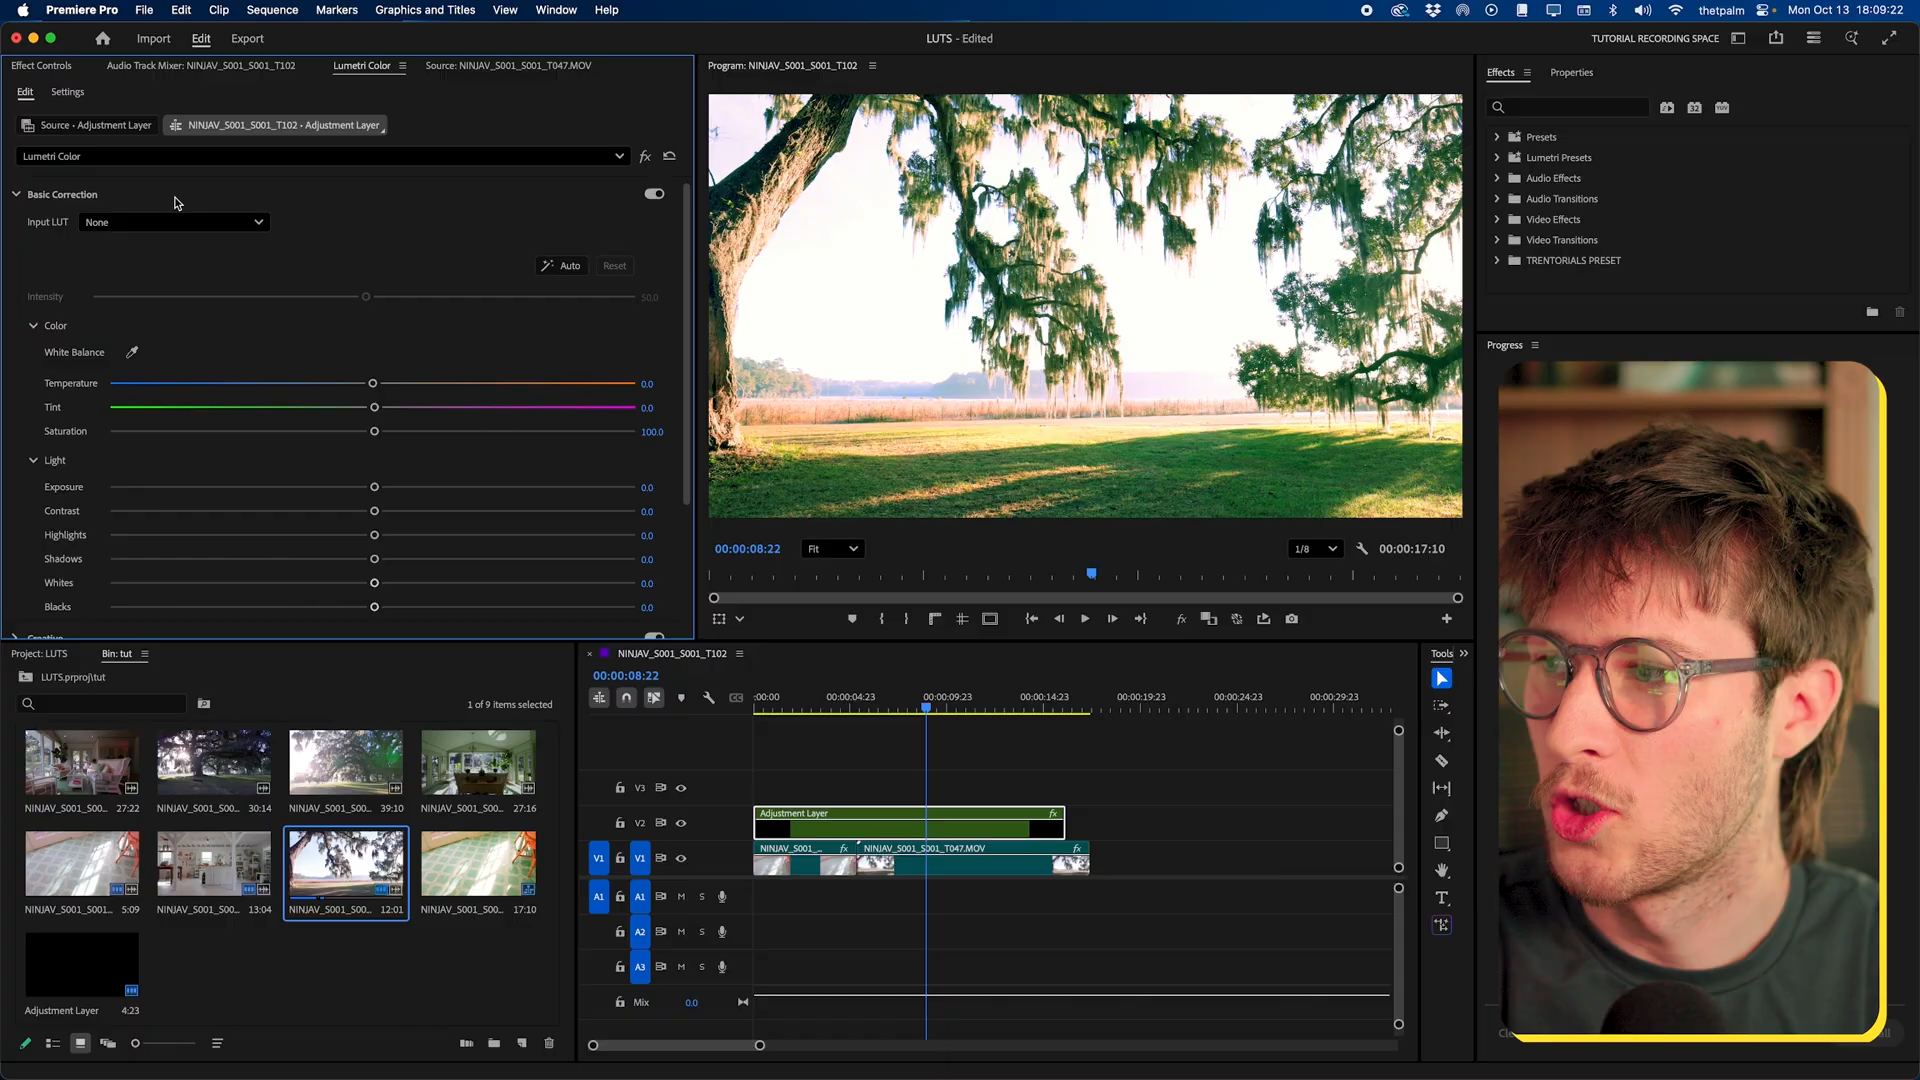 Premiere Pro File Edit Clip Sequence Markers Graphics and Titles View Window Help
thetpalm Mon Oct 13 18:09:22
Import Edit Export
LUTS - Edited
TUTORIAL RECORDING SPACE
Effect Controls Audio Track Mixer: NINJAV_S001_S001_T102 Lumetri Color Source: NINJAV_S001_S001_T047.MOV
Edit Settings
Source • Adjustment Layer NINJAV_S001_S001_T102 • Adjustment Layer
Lumetri Color fx
Basic Correction
Input LUT None
Auto Reset
Intensity 50.0
Color
White Balance
Temperature 0.0
Tint 0.0
Saturation 100.0
Light
Exposure 0.0
Contrast 0.0
Highlights 0.0
Shadows 0.0
Whites 0.0
Blacks 0.0
Creative
Program: NINJAV_S001_S001_T102
00:00:08:22 Fit 1/8 00:00:17:10
fx
Effects Properties
32 YUV
Presets
Lumetri Presets
Audio Effects
Audio Transitions
Video Effects
Video Transitions
TRENTORIALS PRESET
Progress
Project: LUTS Bin: tut
LUTS.prproj\tut
1 of 9 items selected
NINJAV_S001_S00... 27:22 NINJAV_S001_S00... 30:14 NINJAV_S001_S00... 39:10 NINJAV_S001_S00... 27:16
NINJAV_S001_S001... 5:09 NINJAV_S001_S00... 13:04 NINJAV_S001_S00... 12:01 NINJAV_S001_S00... 17:10
Adjustment Layer 4:23
NINJAV_S001_S001_T102
00:00:08:22
:00:00 00:00:04:23 00:00:09:23 00:00:14:23 00:00:19:23 00:00:24:23 00:00:29:23
V3
V2 Adjustment Layer fx
V1 V1 NINJAV_S001_... fx NINJAV_S001_S001_T047.MOV fx
A1 A1 M S
A2 M S
A3 M S
Mix 0.0
Tools
T